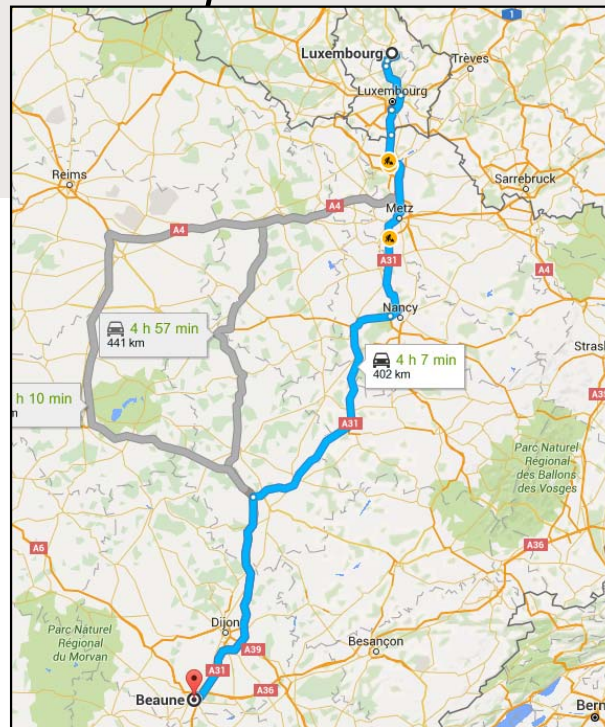 1
Luxembourg
Trèves
Luxembourg
Reims
Sarrebruck
A4
Metz
A4
A31
A4
Nancy
4 h 57 min
441 km
4 h 7 min
402 km
h 10 min
A31
Parc Naturel
Régional
des Ballons
des Vosges
A36
A6
Dijon
Parc Naturel
Régional
du Morvan
A39
Besançon
A31
A36
Beaune
Bern